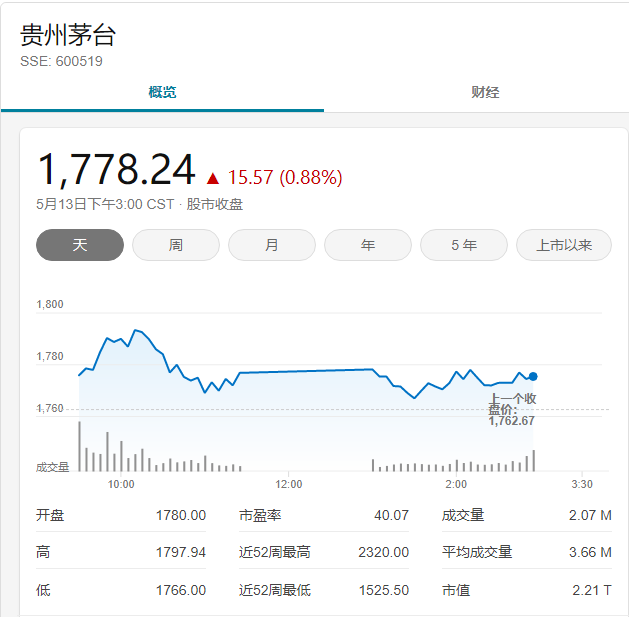 贵州茅台
SSE: 600519
概览 财经
1,778.24 ▲ 15.57 (0.88%)
5月13日下午3:00 CST · 股市收盘
天 周 月 年 5 年 上市以来
1,800
1,780
1,760
上一个收
盘价:
1,762.67
成交量
10:00 12:00 2:00 3:30
开盘 1780.00 市盈率 40.07 成交量 2.07 M
高 1797.94 近52周最高 2320.00 平均成交量 3.66 M
低 1766.00 近52周最低 1525.50 市值 2.21 T